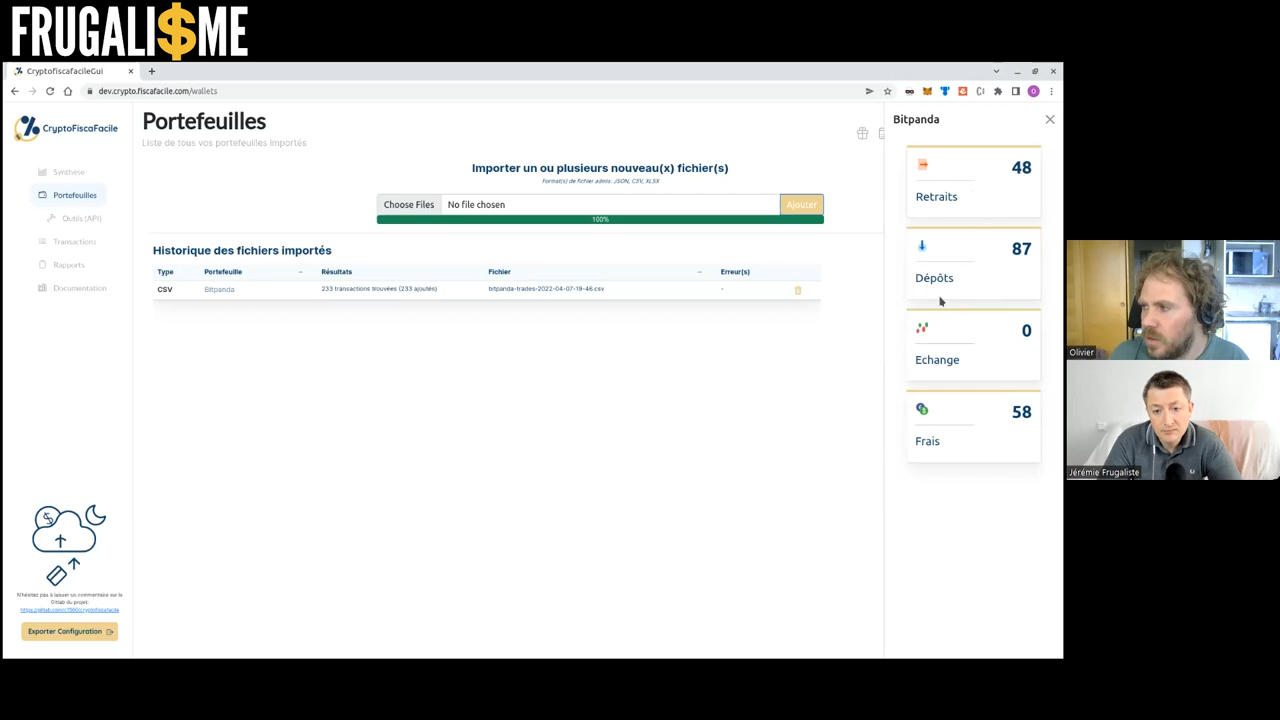 FRUGALI$ME
CryptofiscafacileGui
dev.crypto.fiscafacile.com/wallets
CryptoFiscaFacile
Synthèse
Portefeuilles
Outils (API)
Transactions
Rapports
Documentation
N'hésitez pas à laisser un commentaire sur le
Gitlab du projet:
Exporter Configuration
Portefeuilles
Liste de tous vos portefeuilles importés
Importer un ou plusieurs nouveau(x) fichier(s)
Format(s) de fichier admis: JSON, CSV, XLSX
Choose Files No file chosen Ajouter
100%
Historique des fichiers importés
Type Portefeuille Résultats Fichier Erreur(s)
CSV Bitpanda 233 transactions trouvées (233 ajoutés) bitpanda-trades-2022-04-07-19-46.csv -
Bitpanda
48
Retraits
87
Dépôts
0
Echange
58
Frais
Olivier
Jérémie Frugaliste